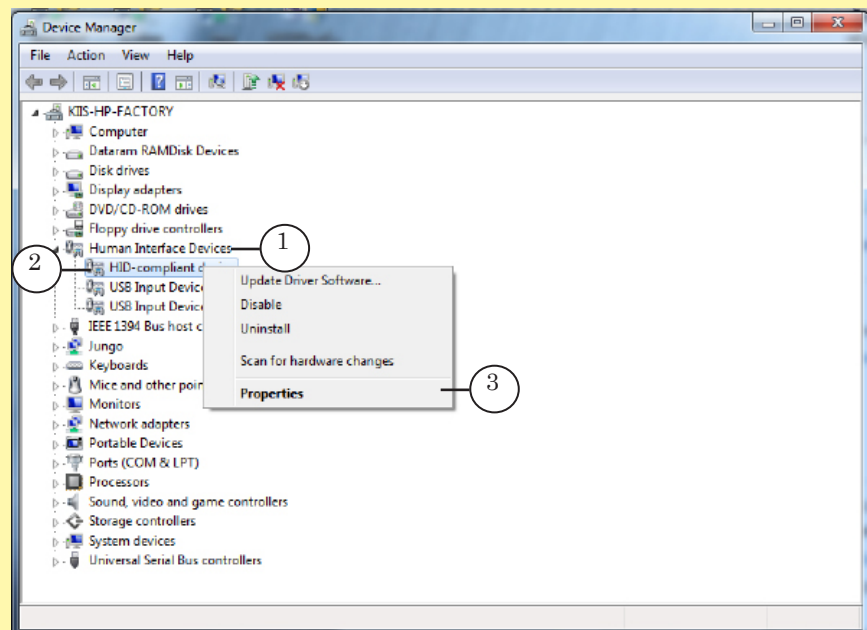 Device Manager
File Action View Help
KIIS-HP-FACTORY
Computer
Dataram RAMDisk Devices
Disk drives
Display adapters
DVD/CD-ROM drives
Floppy drive controllers
Human Interface Devices 1
2 HID-compliant
USB Input Device
USB Input Device
IEEE 1394 Bus host
Jungo
Keyboards
Mice and other
Monitors
Network adapters
Portable Devices
Ports (COM & LPT)
Processors
Sound, video and game controllers
Storage controllers
System devices
Universal Serial Bus controllers
Update Driver Software...
Disable
Uninstall
Scan for hardware changes
Properties 3